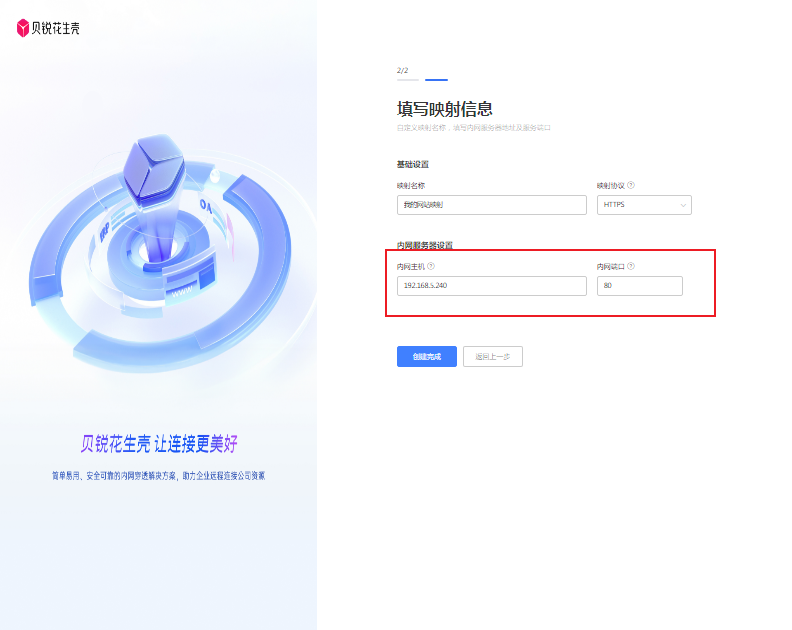 贝锐花生壳
ERP
OA
WWW
贝锐花生壳 让连接更美好
简单易用、安全可靠的内网穿透解决方案，助力企业远程连接公司资源
2/2
填写映射信息
自定义映射名称，填写内网服务器地址及服务端口
基础设置
映射名称
映射协议 ?
我的网站映射
HTTPS
内网服务器设置
内网主机 ?
内网端口 ?
192.168.5.240
80
创建完成
返回上一步